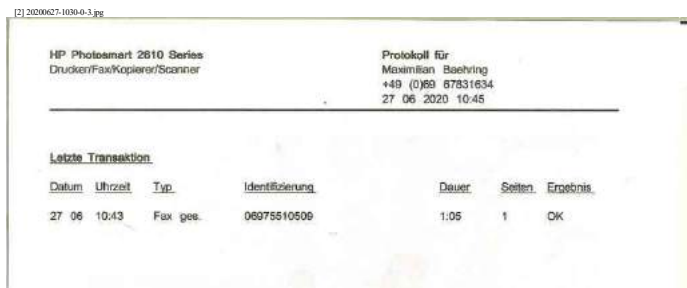 [2] 20200627-1030-0-3.jpg
HP Photosmart 2610 Series
Drucker/Fax/Kopierer/Scanner
Protokoll für
Maximilian Baehring
+49 (0)69 67831634
27 06 2020 10:45
Letzte Transaktion
Datum Uhrzeit Typ Identifizierung Dauer Seiten Ergebnis
27 06 10:43 Fax ges. 06975510509 1:05 1 OK